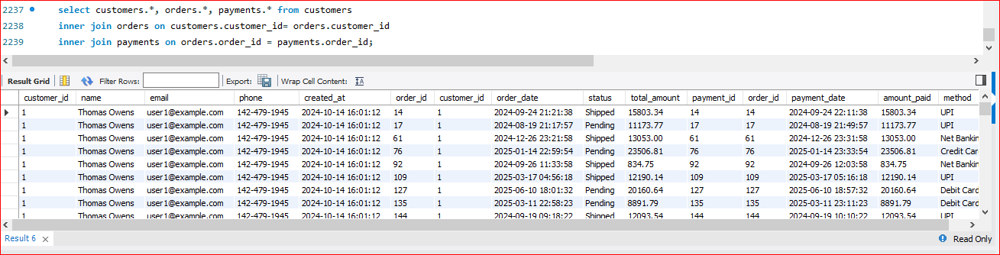 2237 select customers.*, orders.*, payments.* from customers
2238 inner join orders on customers.customer_id= orders.customer_id
2239 inner join payments on orders.order_id = payments.order_id;
Result Grid Filter Rows: Export: Wrap Cell Content:
customer_id name email phone created_at order_id customer_id order_date status total_amount payment_id order_id payment_date amount_paid method
1 Thomas Owens user1@example.com 142-479-1945 2024-10-14 16:01:12 14 1 2024-09-24 21:21:38 Shipped 15803.34 14 14 2024-09-24 22:11:38 15803.34 UPI
1 Thomas Owens user1@example.com 142-479-1945 2024-10-14 16:01:12 17 1 2024-08-19 21:17:57 Pending 11173.77 17 17 2024-08-19 21:49:57 11173.77 UPI
1 Thomas Owens user1@example.com 142-479-1945 2024-10-14 16:01:12 61 1 2024-12-26 23:21:58 Shipped 13053.00 61 61 2024-12-26 23:31:58 13053.00 Net Bankin
1 Thomas Owens user1@example.com 142-479-1945 2024-10-14 16:01:12 76 1 2025-01-14 22:59:54 Pending 23506.81 76 76 2025-01-14 23:33:54 23506.81 Credit Car
1 Thomas Owens user1@example.com 142-479-1945 2024-10-14 16:01:12 92 1 2024-09-26 11:33:58 Shipped 834.75 92 92 2024-09-26 12:03:58 834.75 Net Bankin
1 Thomas Owens user1@example.com 142-479-1945 2024-10-14 16:01:12 109 1 2025-03-17 04:56:18 Shipped 12190.14 109 109 2025-03-17 05:16:18 12190.14 UPI
1 Thomas Owens user1@example.com 142-479-1945 2024-10-14 16:01:12 127 1 2025-06-10 18:01:32 Pending 20160.64 127 127 2025-06-10 18:57:32 20160.64 Debit Card
1 Thomas Owens user1@example.com 142-479-1945 2024-10-14 16:01:12 135 1 2025-03-11 22:58:23 Pending 8891.79 135 135 2025-03-11 23:11:23 8891.79 Debit Card
1 Thomas Owens user1@example.com 142-479-1945 2024-10-14 16:01:12 144 1 2024-09-19 09:18:22 Shipped 12093.54 144 144 2024-09-19 10:10:22 12093.54 UPI
Result 6 Read Only